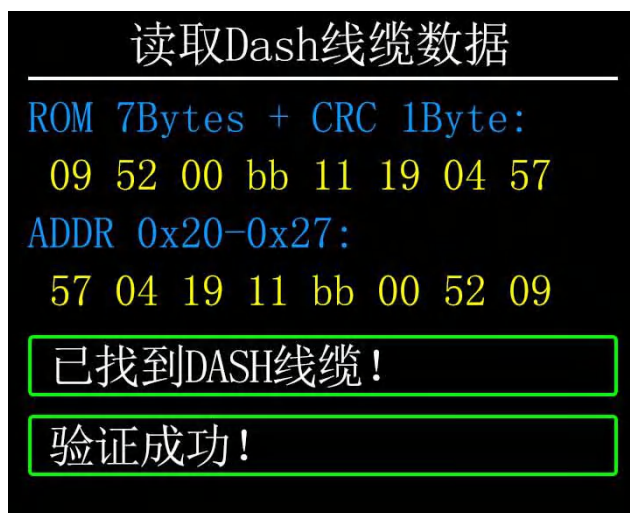 读取Dash线缆数据
ROM 7Bytes + CRC 1Byte:
09 52 00 bb 11 19 04 57
ADDR 0x20-0x27:
57 04 19 11 bb 00 52 09
已找到DASH线缆!
验证成功!